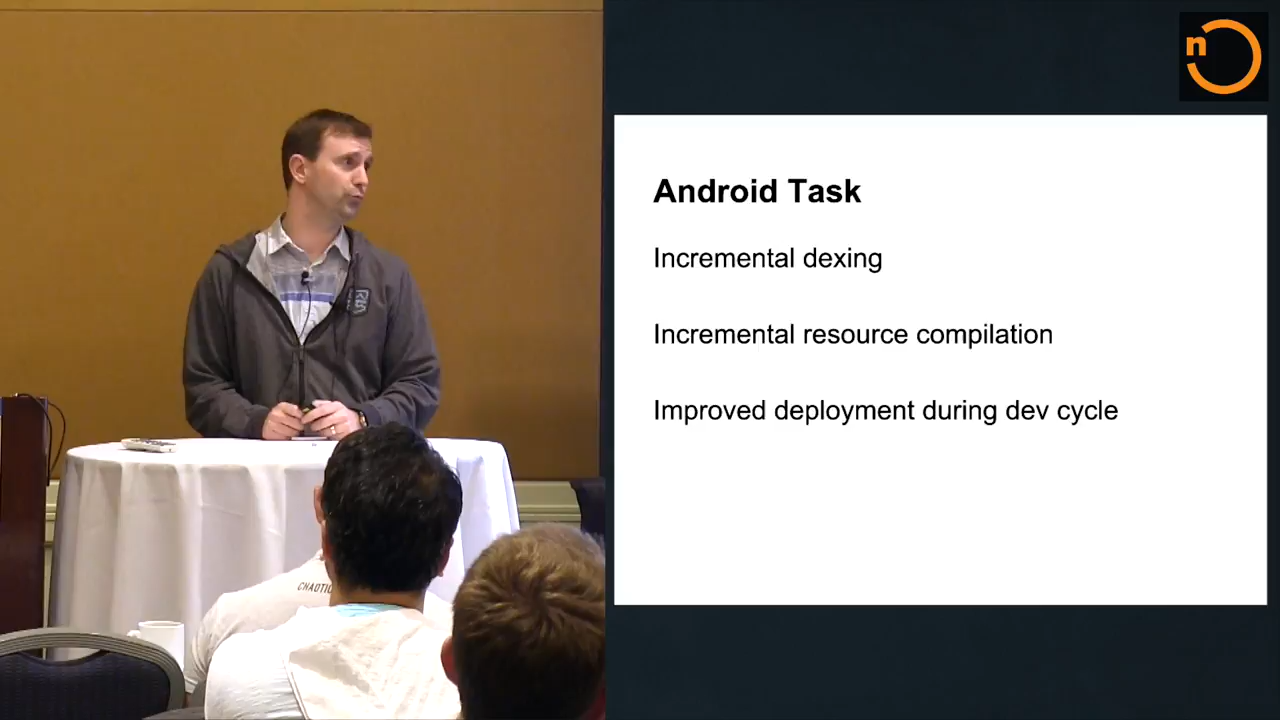 n
Android Task
Incremental dexing
Incremental resource compilation
Improved deployment during dev cycle
CHAOTIC